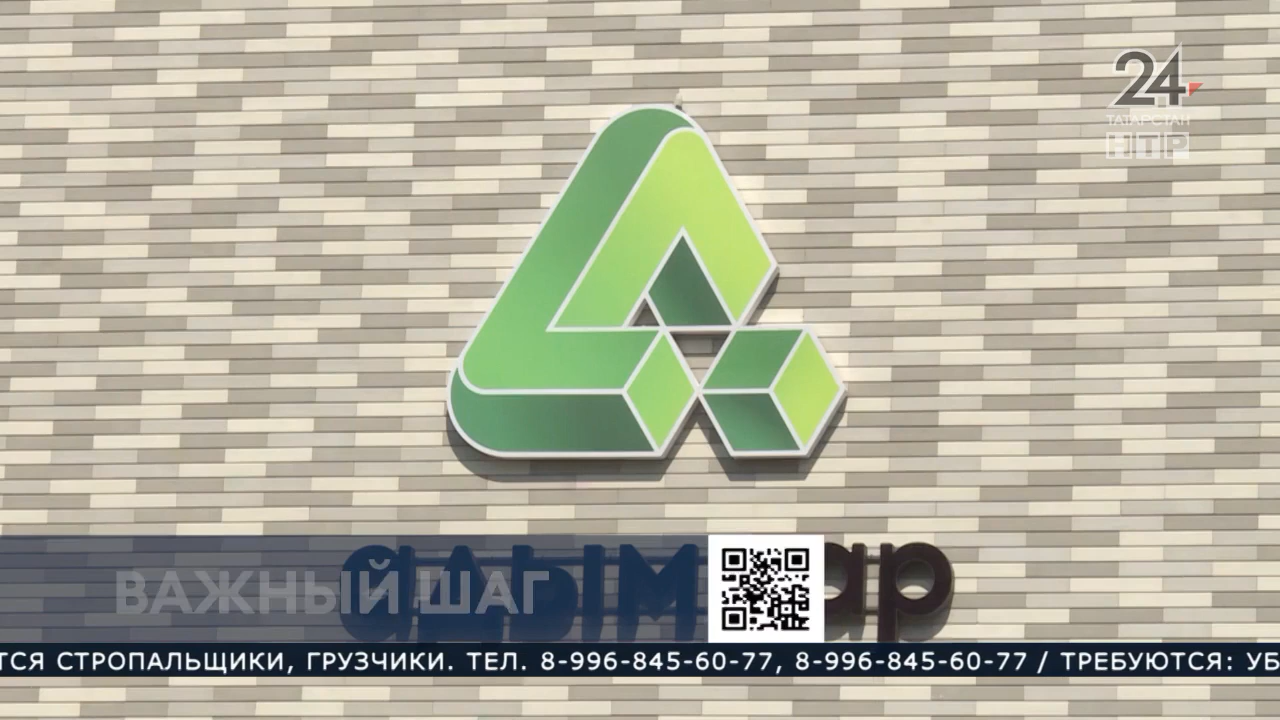 24
ТАТАРСТАН
НТР
ВАЖНЫЙ ШАГ
ТСЯ СТРОПАЛЬЩИКИ, ГРУЗЧИКИ. ТЕЛ. 8-996-845-60-77, 8-996-845-60-77 / ТРЕБУЮТСЯ: УБ